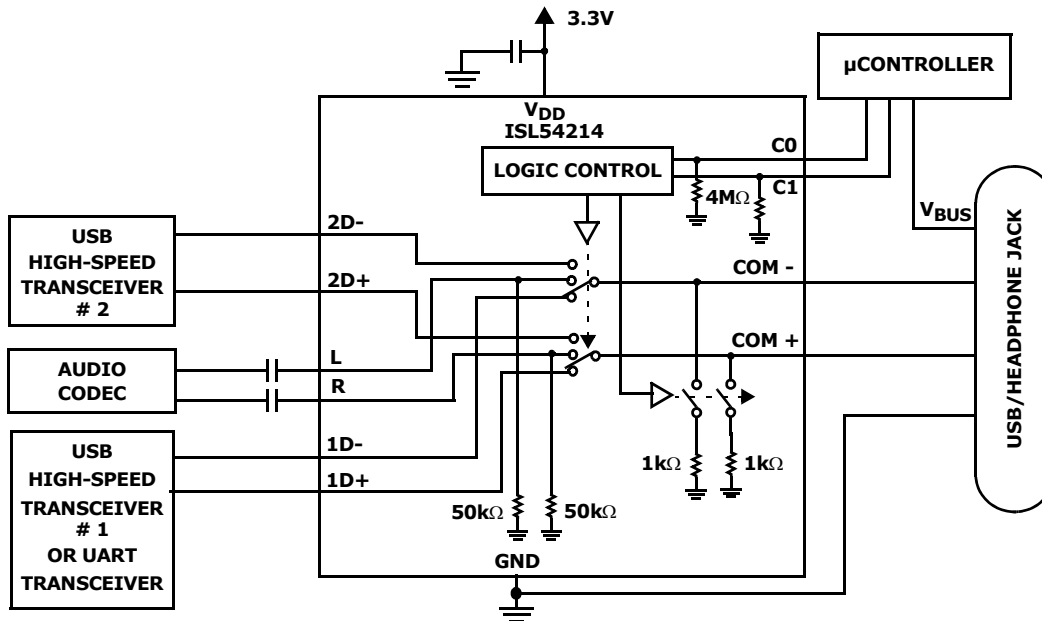 3.3V
µCONTROLLER
VDD
ISL54214
LOGIC CONTROL
C0
C1
4MΩ
VBUS
USB
HIGH-SPEED
TRANSCEIVER
# 2
2D-
2D+
COM -
COM +
AUDIO
CODEC
L
R
USB
HIGH-SPEED
TRANSCEIVER
# 1
OR UART
TRANSCEIVER
1D-
1D+
50kΩ
50kΩ
1kΩ
1kΩ
GND
USB/HEADPHONE JACK